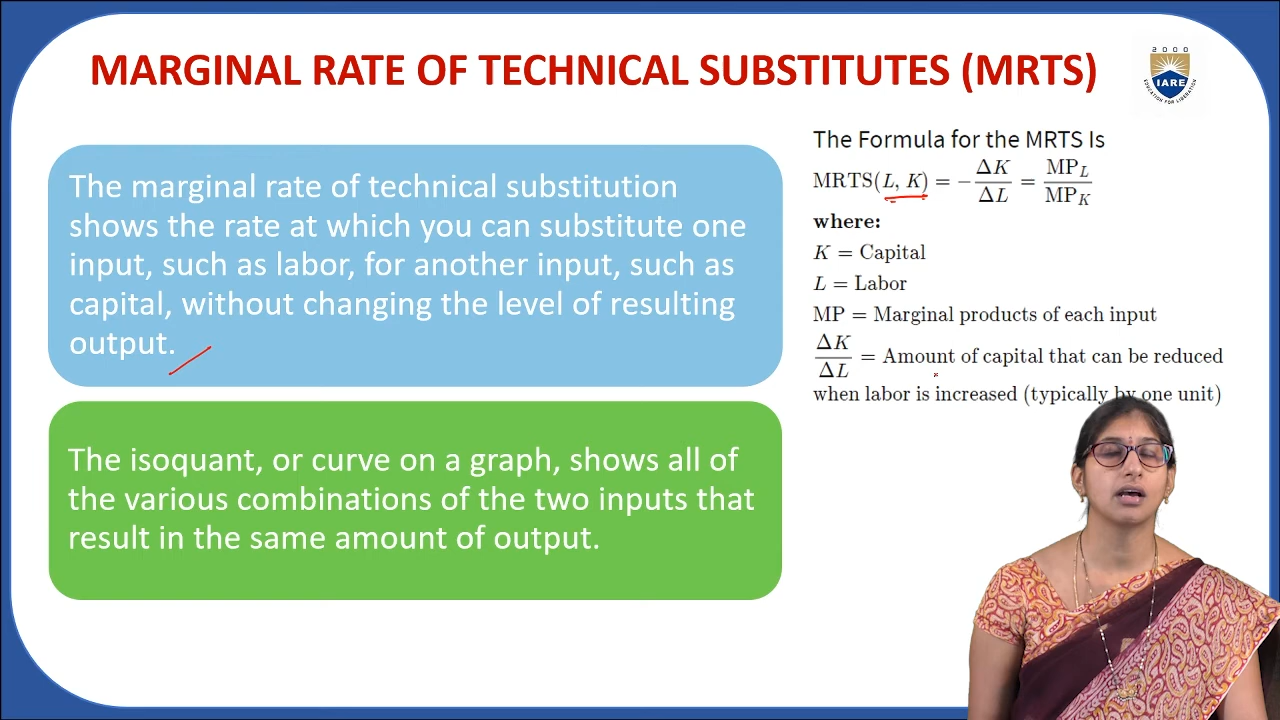 MARGINAL RATE OF TECHNICAL SUBSTITUTES (MRTS)
2000
IARE
EDUCATION FOR LIBERATION
The marginal rate of technical substitution
shows the rate at which you can substitute one
input, such as labor, for another input, such as
capital, without changing the level of resulting
output.
The isoquant, or curve on a graph, shows all of
the various combinations of the two inputs that
result in the same amount of output.
The Formula for the MRTS Is
MRTS(L, K) = −ΔK/ΔL = MP_L/MP_K
where:
K = Capital
L = Labor
MP = Marginal products of each input
ΔK/ΔL = Amount of capital that can be reduced
when labor is increased (typically by one unit)